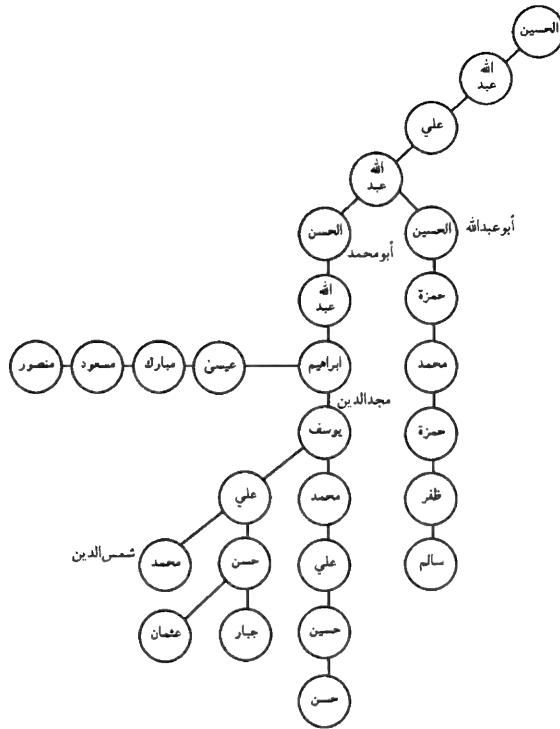 الحسين
الله
عبد
علي
الله
عبد
الحسن
الحسين
أبوعبدالله
أبومحمد
الله
عبد
حمزة
منصور
مسعود
مبارك
عيسىٰ
ابراهيم
محمد
مجدالدين
يوسف
حمزة
علي
محمد
ظفر
شمس‌الدين
محمد
حسن
علي
سالم
عثمان
جبار
حسين
حسن